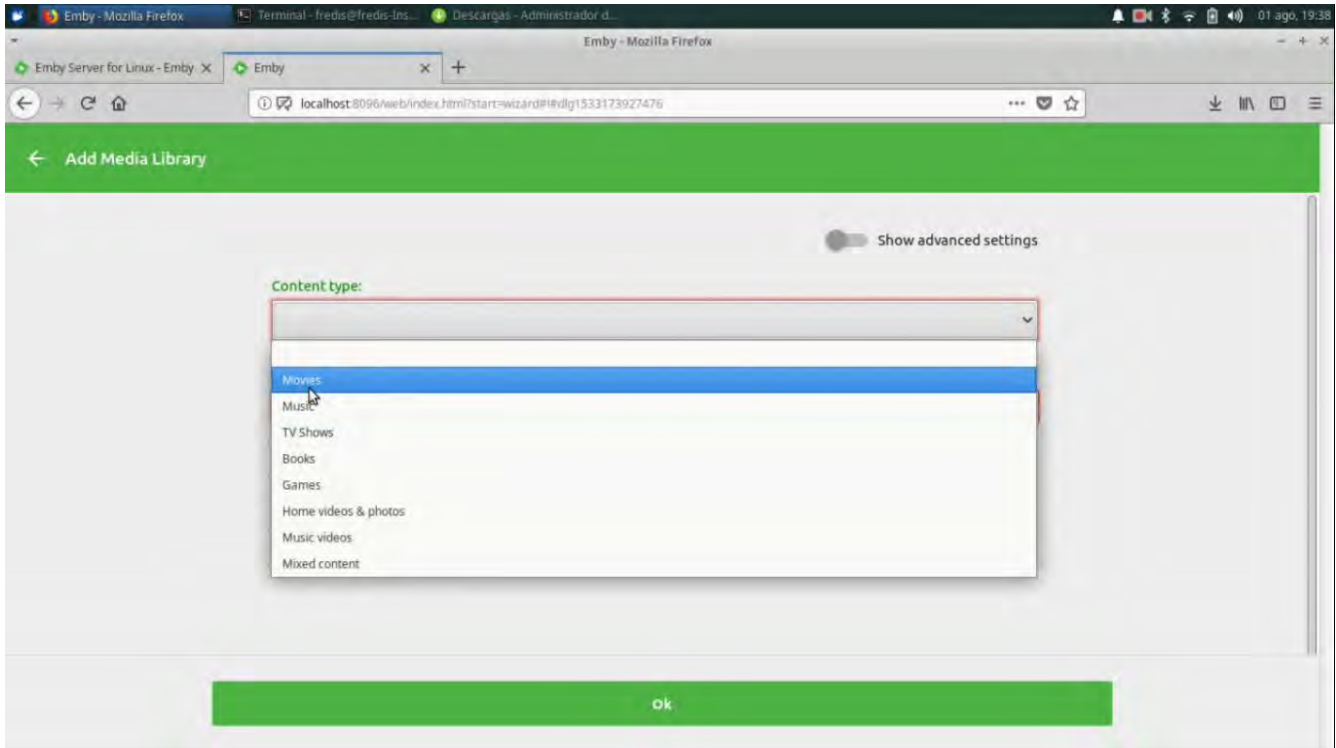 Emby - Mozilla Firefox
Terminal - fredis@fredis-Ins...
Descargas - Administrador d...
01 ago, 19:38
Emby - Mozilla Firefox
Emby Server for Linux - Emby
Emby
localhost:8096/web/index.html?start=wizard#!#dlg1533173927476
Add Media Library
Show advanced settings
Content type:
Movies
Music
TV Shows
Books
Games
Home videos & photos
Music videos
Mixed content
Ok